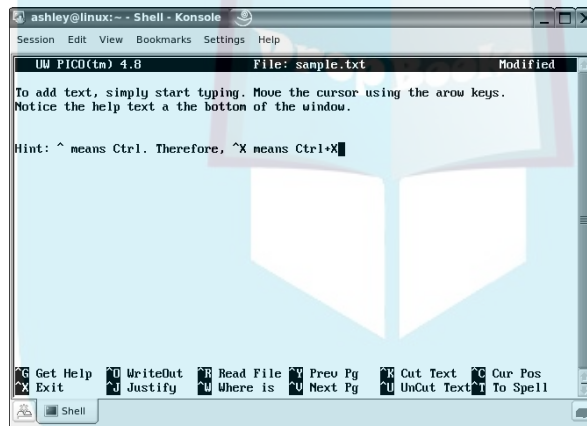 ashley@linux:~ - Shell - Konsole
Session Edit View Bookmarks Settings Help
UW PICO(tm) 4.8 File: sample.txt Modified
To add text, simply start typing. Move the cursor using the arow keys.
Notice the help text a the bottom of the window.
Hint: ^ means Ctrl. Therefore, ^X means Ctrl+X
^G Get Help ^O WriteOut ^R Read File ^Y Prev Pg ^K Cut Text ^C Cur Pos
^X Exit ^J Justify ^W Where is ^V Next Pg ^U UnCut Text ^T To Spell
Shell